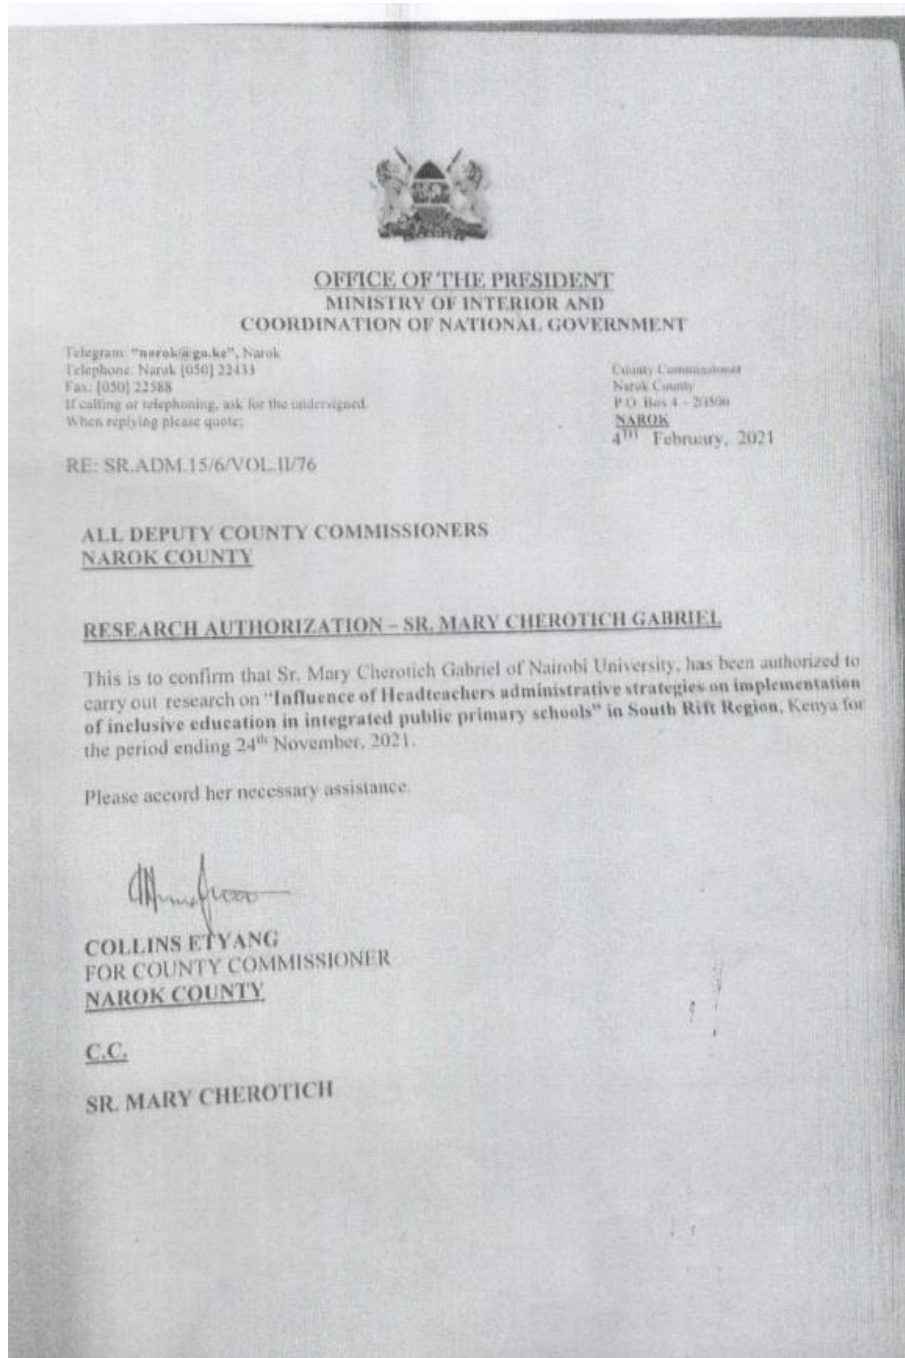 OFFICE OF THE PRESIDENT
MINISTRY OF INTERIOR AND
COORDINATION OF NATIONAL GOVERNMENT
Telegram: "narok@go.ke", Narok
Telephone: Narok [050] 22433
Fax: [050] 22588
If calling or telephoning, ask for the undersigned.
When replying please quote;
County Commissioner
Narok County
P.O. Box 4 – 20500
NAROK
4TH February, 2021
RE: SR.ADM.15/6/VOL.II/76
ALL DEPUTY COUNTY COMMISSIONERS
NAROK COUNTY
RESEARCH AUTHORIZATION – SR. MARY CHEROTICH GABRIEL
This is to confirm that Sr. Mary Cherotich Gabriel of Nairobi University, has been authorized to
carry out research on "Influence of Headteachers administrative strategies on implementation
of inclusive education in integrated public primary schools" in South Rift Region, Kenya for
the period ending 24th November, 2021.
Please accord her necessary assistance.
COLLINS ETYANG
FOR COUNTY COMMISSIONER
NAROK COUNTY
C.C.
SR. MARY CHEROTICH